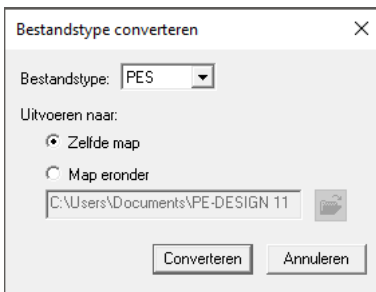 Bestandstype converteren
Bestandstype: PES
Uitvoeren naar:
Zelfde map
Map eronder
C:\Users\Documents\PE-DESIGN 11
Converteren Annuleren